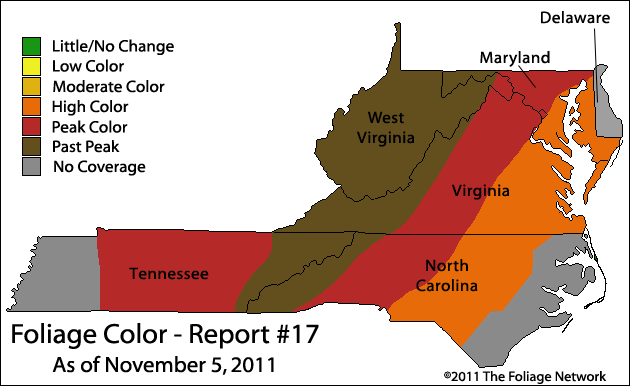 Delaware
Maryland
Little/No Change
Low Color
Moderate Color
High Color
Peak Color
Past Peak
No Coverage
West
Virginia
Virginia
Tennessee
North
Carolina
Foliage Color - Report #17
As of November 5, 2011
©2011 The Foliage Network